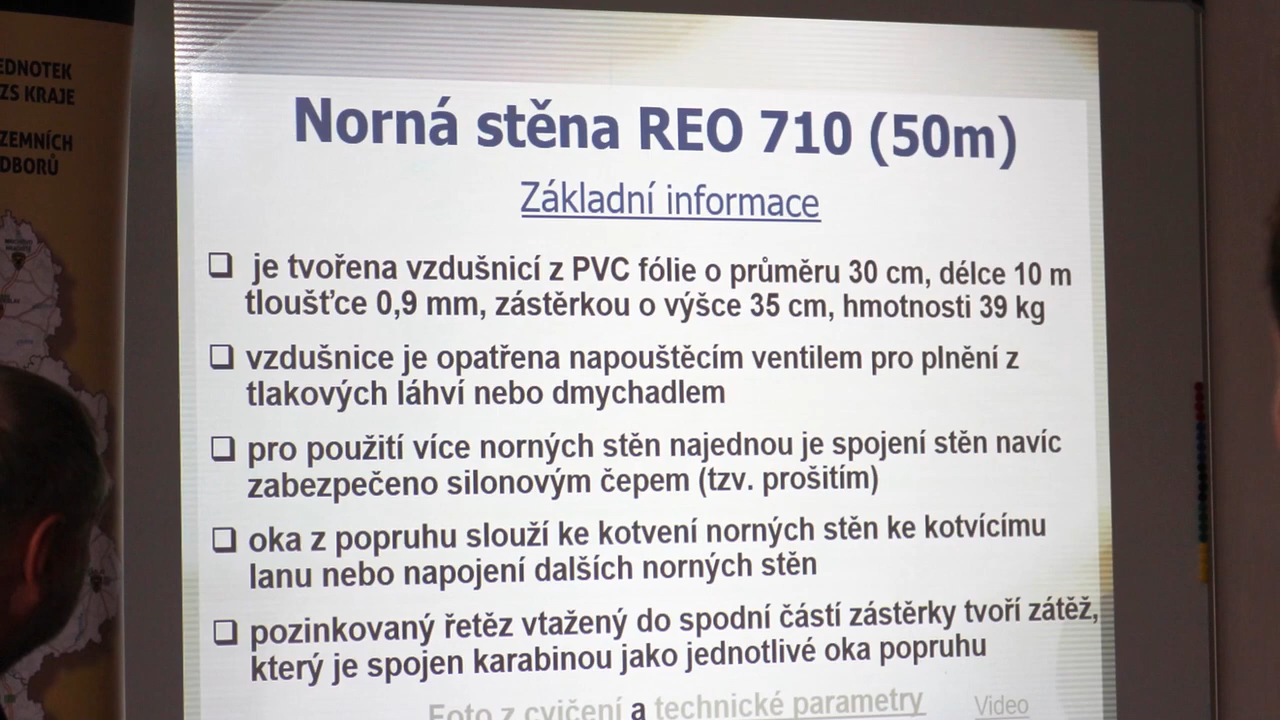 EDNOTEK
ZS KRAJE
ZEMNÍCH
DBORŮ
Norná stěna REO 710 (50m)
Základní informace
❑ je tvořena vzdušnicí z PVC fólie o průměru 30 cm, délce 10 m
tloušťce 0,9 mm, zástěrkou o výšce 35 cm, hmotnosti 39 kg
❑ vzdušnice je opatřena napouštěcím ventilem pro plnění z
tlakových láhví nebo dmychadlem
❑ pro použití více norných stěn najednou je spojení stěn navíc
zabezpečeno silonovým čepem (tzv. prošitím)
❑ oka z popruhu slouží ke kotvení norných stěn ke kotvícímu
lanu nebo napojení dalších norných stěn
❑ pozinkovaný řetěz vtažený do spodní částí zástěrky tvoří zátěž,
který je spojen karabinou jako jednotlivé oka popruhu
Foto z cvičení a technické parametry Video